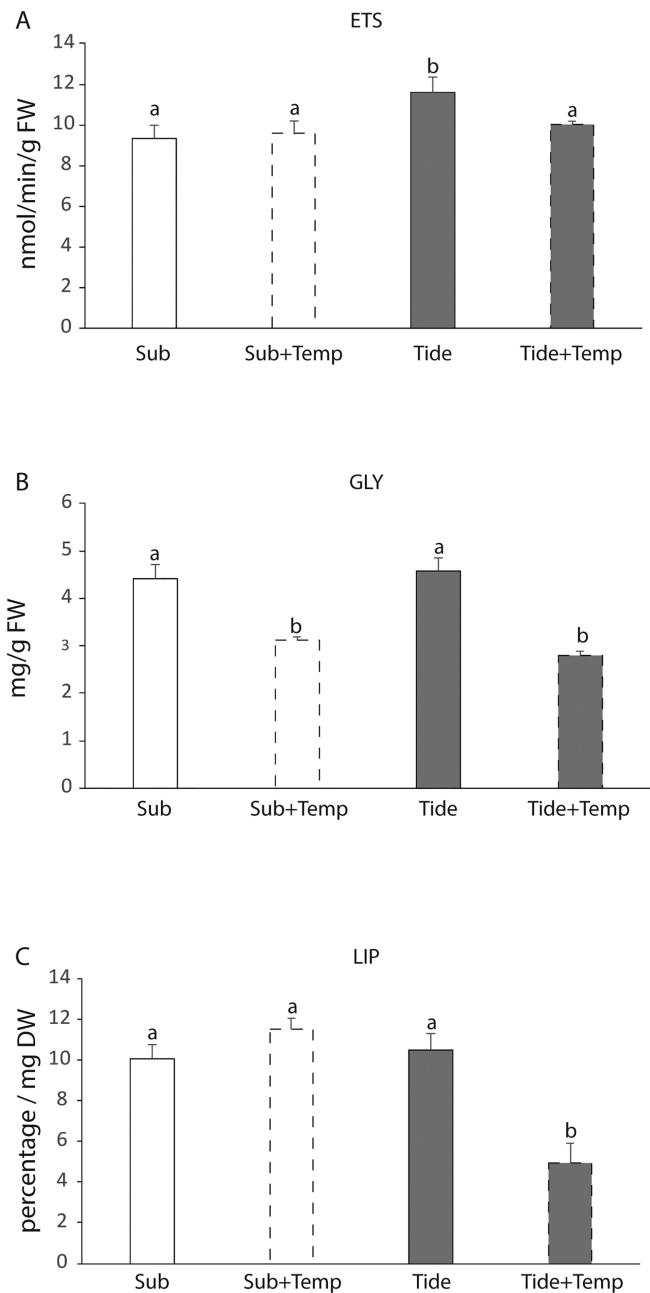 A
ETS
nmol/min/g FW
14
12
10
8
6
4
2
0
a
a
b
a
Sub
Sub+Temp
Tide
Tide+Temp
B
GLY
mg/g FW
6
5
4
3
2
1
0
a
b
a
b
Sub
Sub+Temp
Tide
Tide+Temp
C
LIP
percentage / mg DW
14
12
10
8
6
4
2
0
a
a
a
b
Sub
Sub+Temp
Tide
Tide+Temp